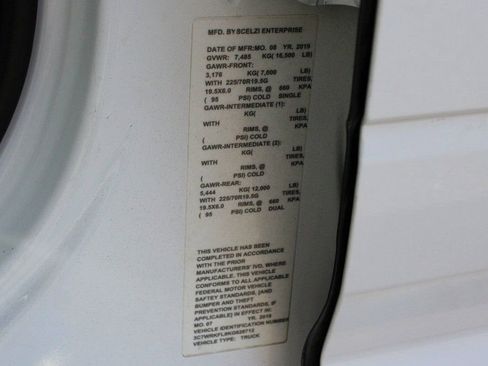 MFD. BY SCELZI ENTERPRISE
DATE OF MFR:MO. 08 YR. 2019
GVWR: 7,485 KG( 16,500 LB)
GAWR-FRONT:
3,176 KG( 7,000 LB)
WITH 225/70R19.5G TIRES,
19.5X6.0 RIMS, @ 660 KPA
( 95 PSI) COLD SINGLE
GAWR-INTERMEDIATE (1):
KG( LB)
WITH TIRES,
RIMS, @ KPA
( PSI) COLD
GAWR-INTERMEDIATE (2):
KG( LB)
WITH TIRES,
RIMS, @ KPA
( PSI) COLD
GAWR-REAR:
5,444 KG( 12,000 LB)
WITH 225/70R19.5G TIRES,
19.5X6.0 RIMS, @ 660 KPA
( 95 PSI) COLD DUAL
THIS VEHICLE HAS BEEN
COMPLETED IN ACCORDANCE
WITH THE PRIOR
MANUFACTURERS' IVD, WHERE
APPLICABLE. THIS VEHICLE
CONFORMS TO ALL APPLICABLE
FEDERAL MOTOR VEHICLE
SAFTEY STANDARDS, [AND
BUMPER AND THEFT
PREVENTION STANDARDS, IF
APPLICABLE] IN EFFECT IN:
MO. 07 YR. 2019
VEHICLE IDENTIFICATION NUMBER:
VEHICLE TYPE: TRUCK